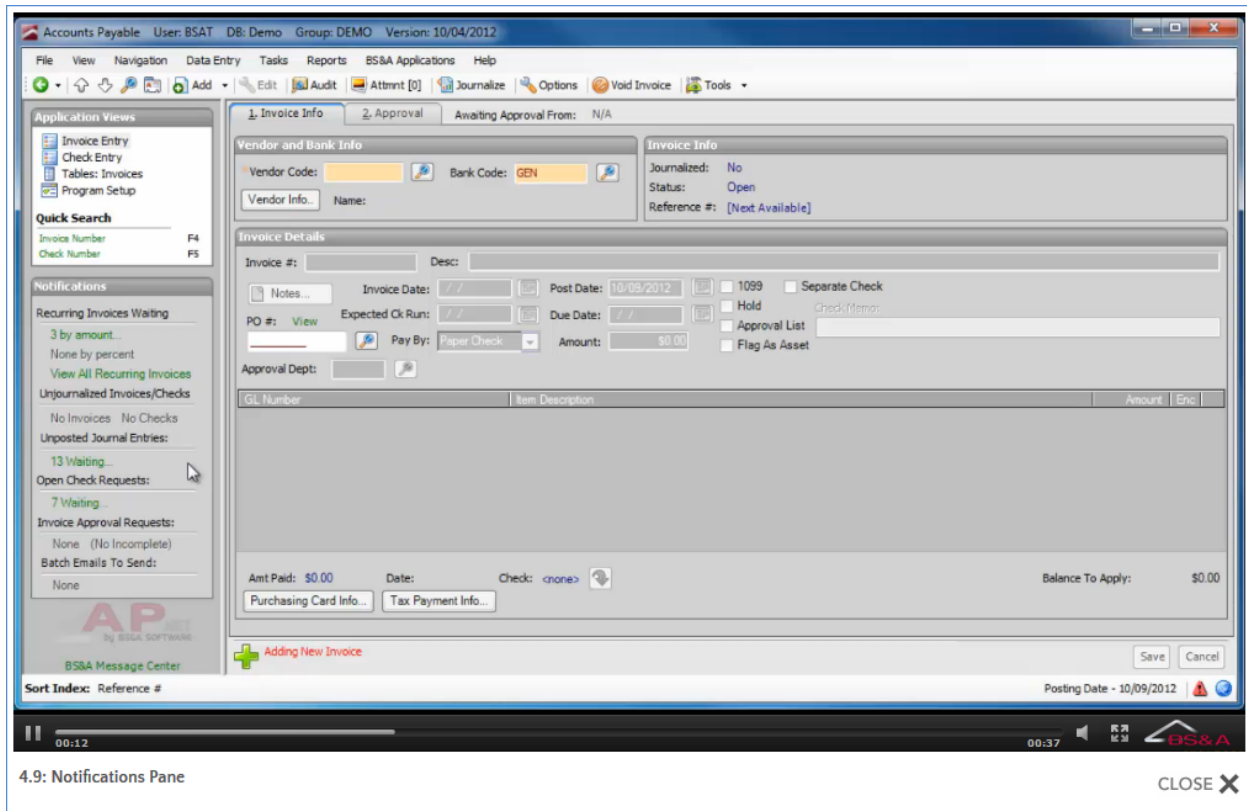 Accounts Payable User: BSAT DB: Demo Group: DEMO Version: 10/04/2012
File View Navigation Data Entry Tasks Reports BS&A Applications Help
Add Edit Audit Attmnt [0] Journalize Options Void Invoice Tools
Application Views
Invoice Entry
Check Entry
Tables: Invoices
Program Setup
Quick Search
Invoice Number F4
Check Number F5
Notifications
Recurring Invoices Waiting
3 by amount...
None by percent
View All Recurring Invoices
Unjournalized Invoices/Checks
No Invoices No Checks
Unposted Journal Entries:
13 Waiting...
Open Check Requests:
7 Waiting...
Invoice Approval Requests:
None (No Incomplete)
Batch Emails To Send:
None
AP
by BS&A SOFTWARE
BS&A Message Center
1. Invoice Info 2. Approval Awaiting Approval From: N/A
Vendor and Bank Info
*Vendor Code: Bank Code: GEN
Vendor Info.. Name:
Invoice Info
Journalized: No
Status: Open
Reference #: [Next Available]
Invoice Details
Invoice #: Desc:
Notes... Invoice Date: / / Post Date: 10/09/2012 1099 Separate Check
PO #: View Expected Ck Run: / / Due Date: / / Hold Check Memo:
Pay By: Paper Check Amount: $0.00 Approval List
Flag As Asset
Approval Dept:
GL Number Item Description Amount Enc
Amt Paid: $0.00 Date: Check: <none> Balance To Apply: $0.00
Purchasing Card Info... Tax Payment Info...
Adding New Invoice Save Cancel
Sort Index: Reference # Posting Date - 10/09/2012
00:12 00:37 BS&A
4.9: Notifications Pane
CLOSE